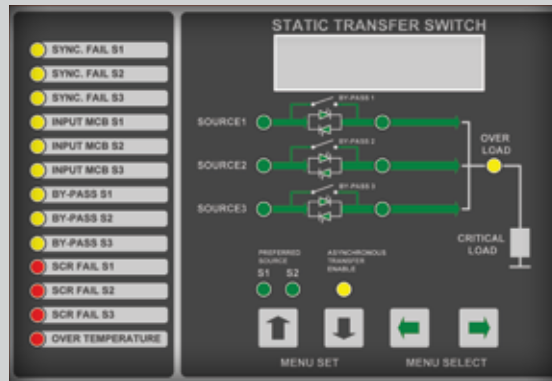 SYNC. FAIL S1
SYNC. FAIL S2
SYNC. FAIL S3
INPUT MCB S1
INPUT MCB S2
INPUT MCB S3
BY-PASS S1
BY-PASS S2
BY-PASS S3
SCR FAIL S1
SCR FAIL S2
SCR FAIL S3
OVER TEMPERATURE
STATIC TRANSFER SWITCH
BY-PASS 1
SOURCE1
BY-PASS 2
SOURCE2
BY-PASS 3
SOURCE3
OVER
LOAD
CRITICAL
LOAD
PREFERRED
SOURCE
S1 S2
ASYNCHRONOUS
TRANSFER
ENABLE
MENU SET
MENU SELECT